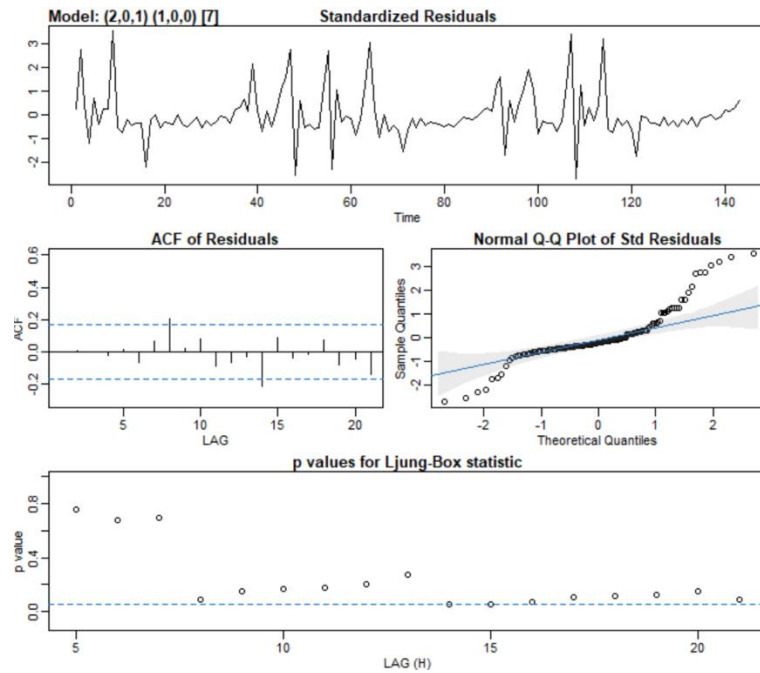 Model: (2,0,1) (1,0,0) [7] Standardized Residuals
3
2
1
0
-1
-2
0 20 40 60 80 100 120 140
Time
ACF of Residuals
ACF
0.6
0.4
0.2
0.0
-0.2
5 10 15 20
LAG
Normal Q-Q Plot of Std Residuals
Sample Quantiles
3
2
1
0
-1
-2
-2 -1 0 1 2
Theoretical Quantiles
p values for Ljung-Box statistic
p value
0.8
0.4
0.0
5 10 15 20
LAG (H)